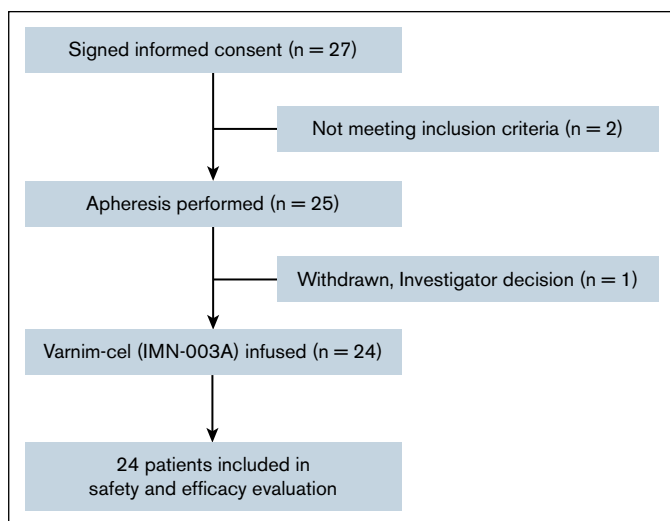 Signed informed consent (n = 27)
Not meeting inclusion criteria (n = 2)
Apheresis performed (n = 25)
Withdrawn, Investigator decision (n = 1)
Varnim-cel (IMN-003A) infused (n = 24)
24 patients included in
safety and efficacy evaluation